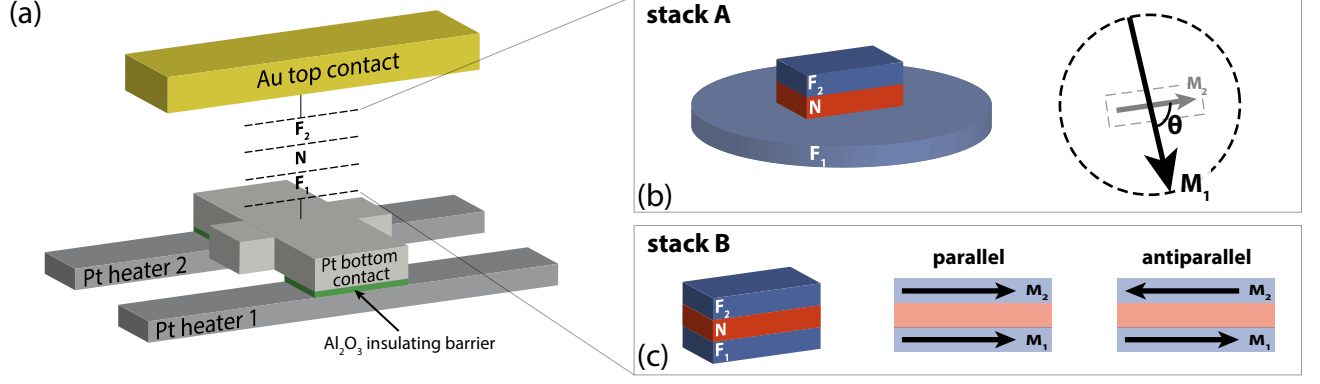 (a)
Au top contact
F₂
N
F₁
Pt heater 2
Pt bottom
contact
Pt heater 1
Al₂O₃ insulating barrier
stack A
F₂
N
F₁
M₂
θ
M₁
(b)
stack B
F₂
N
F₁
(c)
parallel
M₂
M₁
antiparallel
M₂
M₁